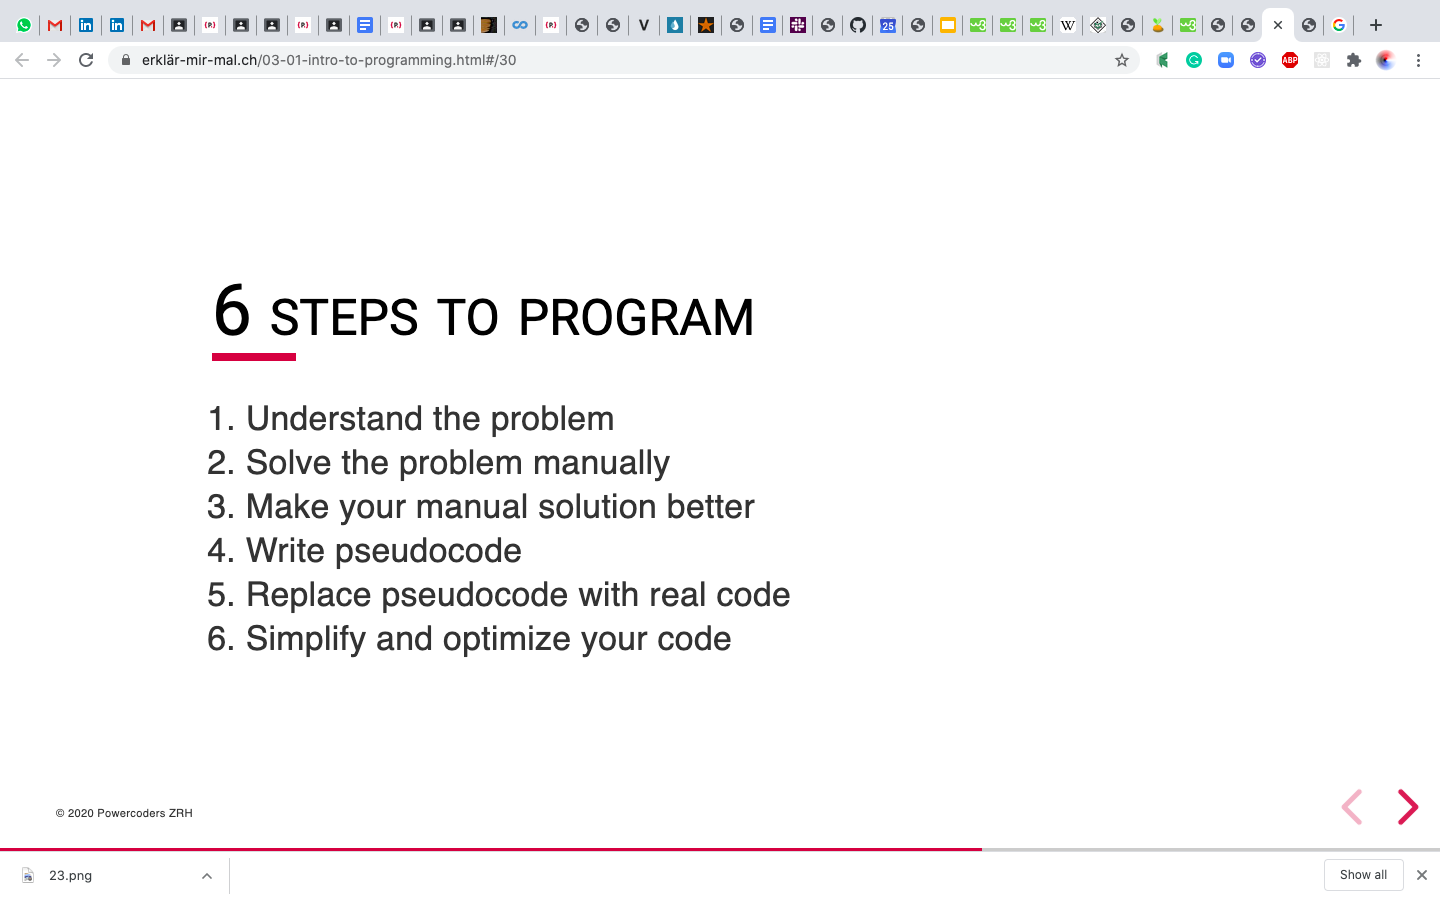 V
25
W
erklär-mir-mal.ch/03-01-intro-to-programming.html#/30
ABP
6 STEPS TO PROGRAM
1. Understand the problem
2. Solve the problem manually
3. Make your manual solution better
4. Write pseudocode
5. Replace pseudocode with real code
6. Simplify and optimize your code
© 2020 Powercoders ZRH
23.png
Show all